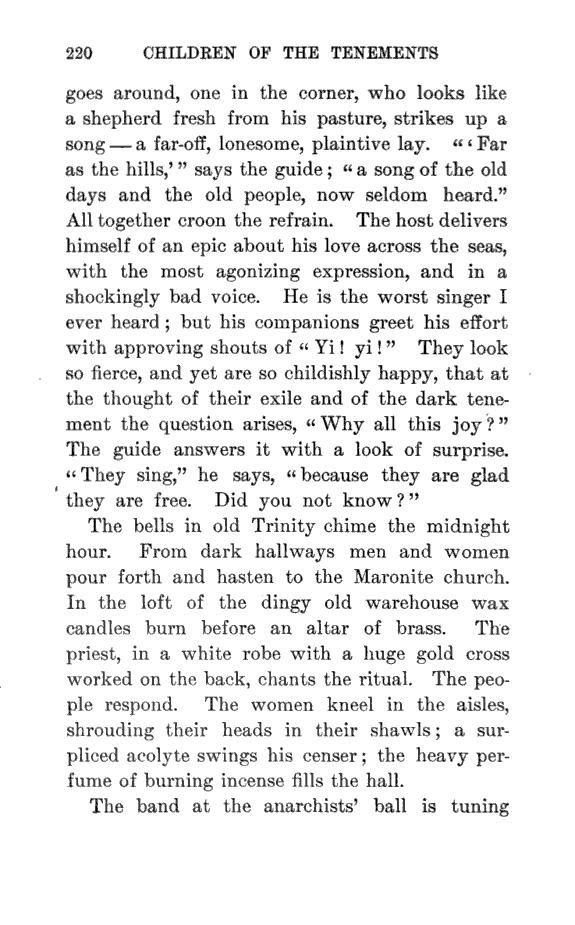 220 CHILDREN OF THE TENEMENTS
goes around, one in the corner, who looks like
a shepherd fresh from his pasture, strikes up a
song — a far-off, lonesome, plaintive lay. “‘Far
as the hills,’” says the guide; “a song of the old
days and the old people, now seldom heard.”
All together croon the refrain. The host delivers
himself of an epic about his love across the seas,
with the most agonizing expression, and in a
shockingly bad voice. He is the worst singer I
ever heard; but his companions greet his effort
with approving shouts of “Yi! yi!” They look
so fierce, and yet are so childishly happy, that at
the thought of their exile and of the dark tene-
ment the question arises, “Why all this joy?”
The guide answers it with a look of surprise.
“They sing,” he says, “because they are glad
they are free. Did you not know?”
The bells in old Trinity chime the midnight
hour. From dark hallways men and women
pour forth and hasten to the Maronite church.
In the loft of the dingy old warehouse wax
candles burn before an altar of brass. The
priest, in a white robe with a huge gold cross
worked on the back, chants the ritual. The peo-
ple respond. The women kneel in the aisles,
shrouding their heads in their shawls; a sur-
pliced acolyte swings his censer; the heavy per-
fume of burning incense fills the hall.
The band at the anarchists’ ball is tuning